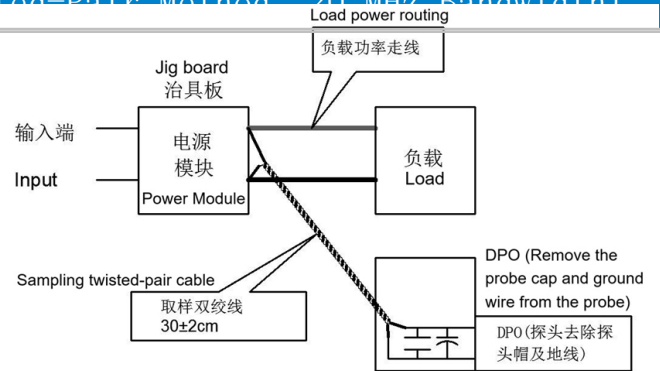 Load power routing
负载功率走线
Jig board
治具板
输入端
Input
电源
模块
Power Module
负载
Load
Sampling twisted-pair cable
取样双绞线
30±2cm
DPO (Remove the
probe cap and ground
wire from the probe)
DPO(探头去除探
头帽及地线)